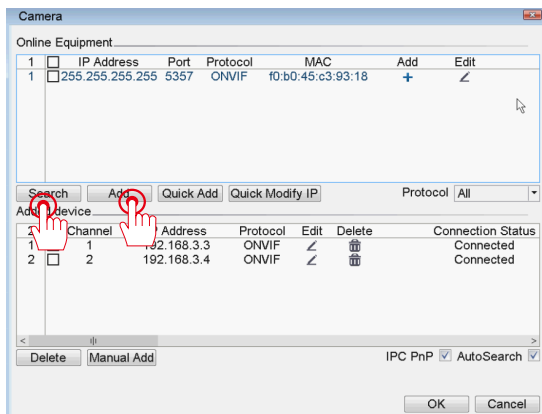 Camera
Online Equipment
1 IP Address Port Protocol MAC Add Edit
1 255.255.255.255 5357 ONVIF f0:b0:45:c3:93:18
Search Add Quick Add Quick Modify IP Protocol All
device
2 Channel Address Protocol Edit Delete Connection Status
1 1 192.168.3.3 ONVIF Connected
2 2 192.168.3.4 ONVIF Connected
Delete Manual Add IPC PnP AutoSearch
OK Cancel